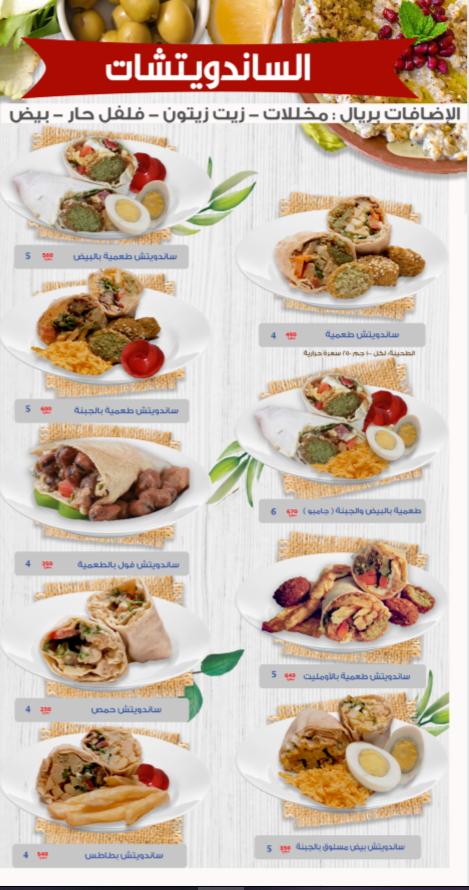 الساندويتشات
الإضافات بريال : مخللات – زيت زيتون – فلفل حار – بيض
ساندويتش طعمية 450 4
الطحينة: لكل ١٠٠ جم ٢٥٠ سعرة حرارية
طعمية بالبيض والجبنة ( جامبو ) 670 6
ساندويتش طعمية بالأومليت 640 5
ساندويتش بيض مسلوق بالجبنة 350 5
ساندويتش طعمية بالبيض 560 5
ساندويتش طعمية بالجبنة 600 5
ساندويتش فول بالطعمية 350 4
ساندويتش حمص 250 4
ساندويتش بطاطس 540 4